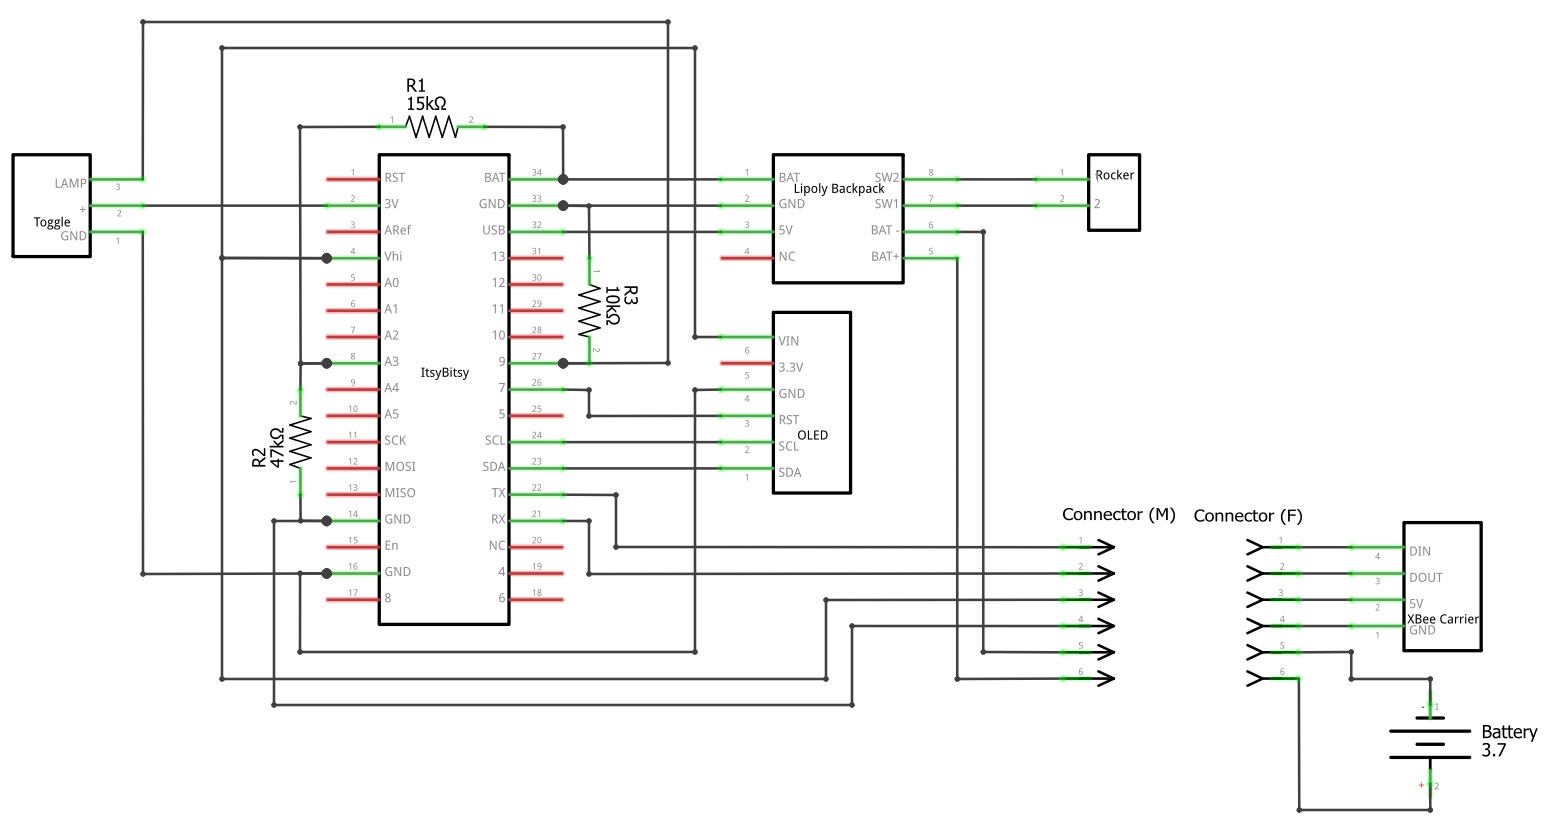 R1
15kΩ
1 2
LAMP 3
+ 2
Toggle
GND 1
1 RST
2 3V
3 ARef
4 Vhi
5 A0
6 A1
7 A2
8 A3
9 A4
10 A5
11 SCK
12 MOSI
13 MISO
14 GND
15 En
16 GND
17 8
ItsyBitsy
BAT 34
GND 33
USB 32
13 31
12 30
11 29
10 28
9 27
7 26
5 25
SCL 24
SDA 23
TX 22
RX 21
NC 20
4 19
6 18
R2
47kΩ
2
1
R3
10kΩ
1
2
Lipoly Backpack
1 BAT
2 GND
3 5V
4 NC
SW2 8
SW1 7
BAT - 6
BAT+ 5
Rocker
1
2 2
OLED
VIN
6
3.3V
5
GND
4
RST
3
SCL
2
SDA
1
Connector (M)
1
2
3
4
5
6
Connector (F)
1
2
3
4
5
6
XBee Carrier
DIN
4
DOUT
3
5V
2
GND
1
- 1
Battery
3.7
+ 2